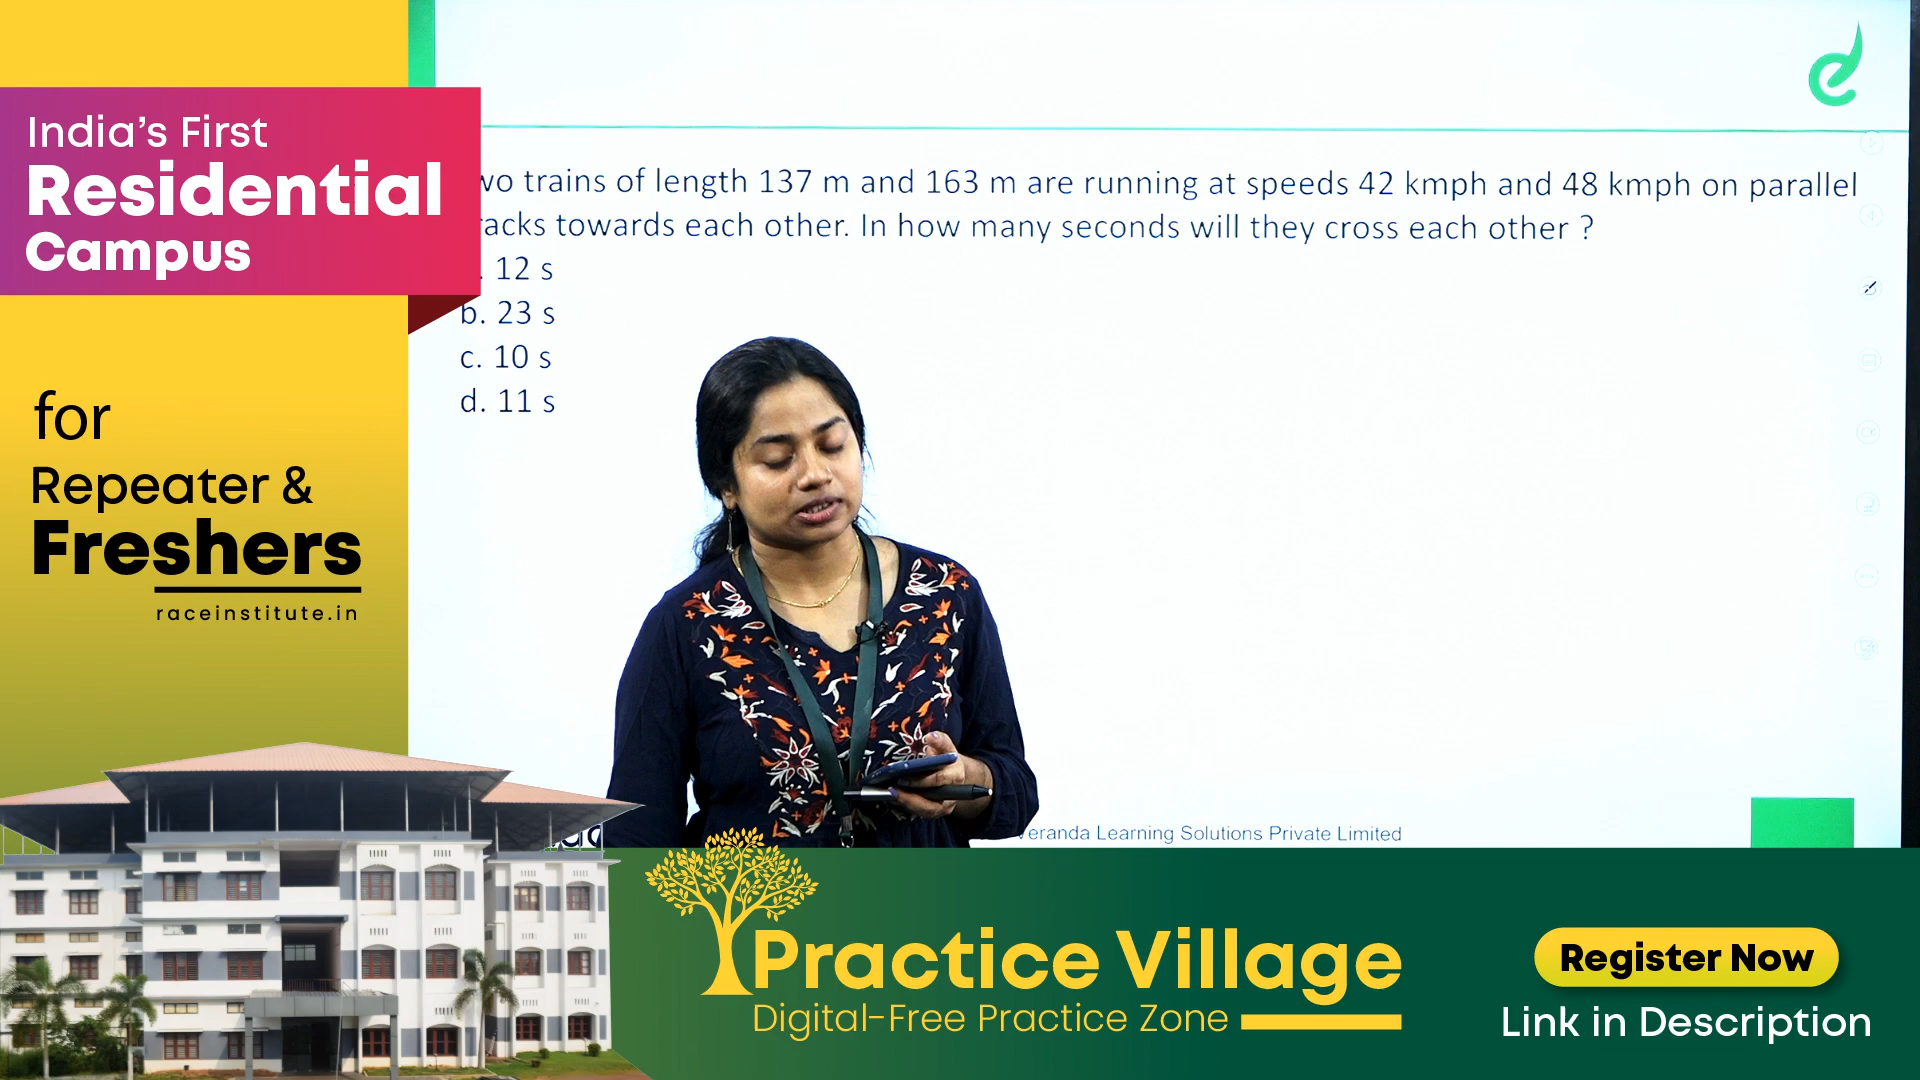 India's First
Residential
Campus
for
Repeater &
Freshers
raceinstitute.in
wo trains of length 137 m and 163 m are running at speeds 42 kmph and 48 kmph on parallel
racks towards each other. In how many seconds will they cross each other ?
. 12 s
b. 23 s
c. 10 s
d. 11 s
Veranda Learning Solutions Private Limited
Practice Village
Digital-Free Practice Zone
Register Now
Link in Description